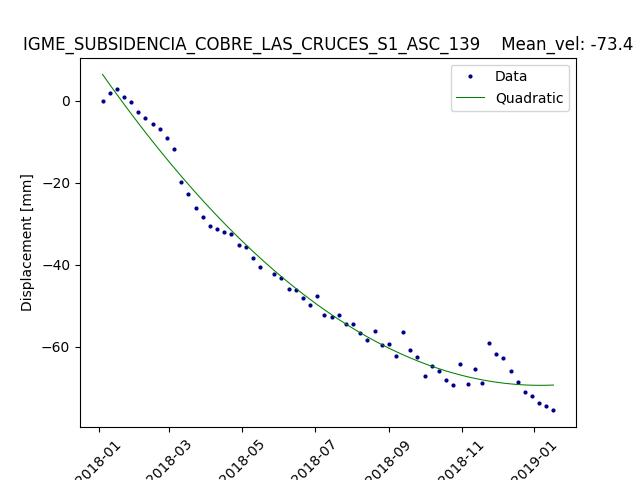 IGME_SUBSIDENCIA_COBRE_LAS_CRUCES_S1_ASC_139 Mean_vel: -73.4
Data
Quadratic
Displacement [mm]
0
−20
−40
−60
2018-01
2018-03
2018-05
2018-07
2018-09
2018-11
2019-01